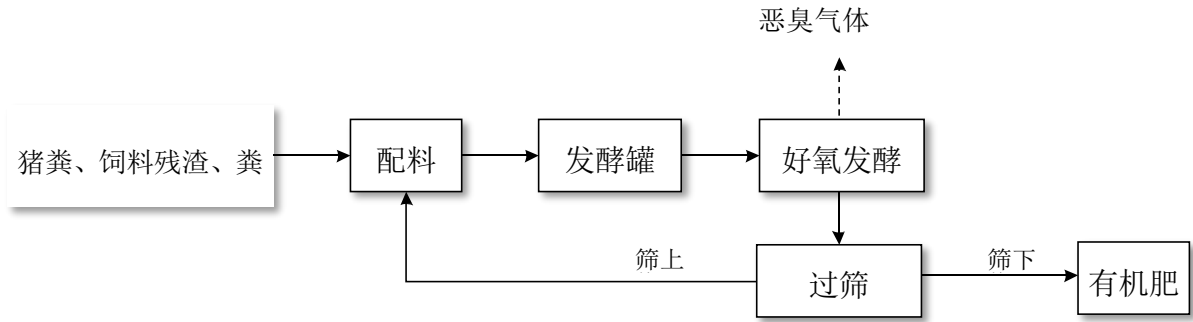 恶臭气体
猪粪、饲料残渣、粪
配料
发酵罐
好氧发酵
筛上
过筛
筛下
有机肥